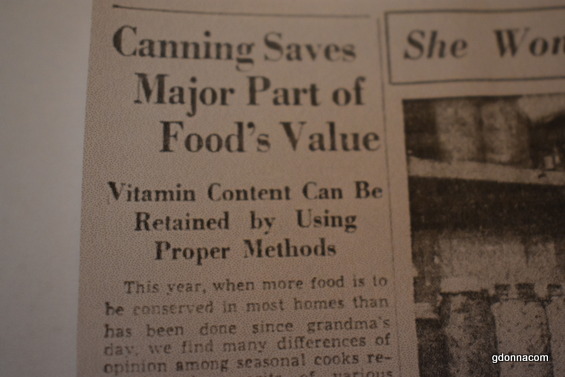 Canning Saves
Major Part of
Food's Value
Vitamin Content Can Be
Retained by Using
Proper Methods
This year, when more food is to
be conserved in most homes than
has been done since grandma's
day, we find many differences of
opinion among seasonal cooks re-
of various
She Won
gdonnacom